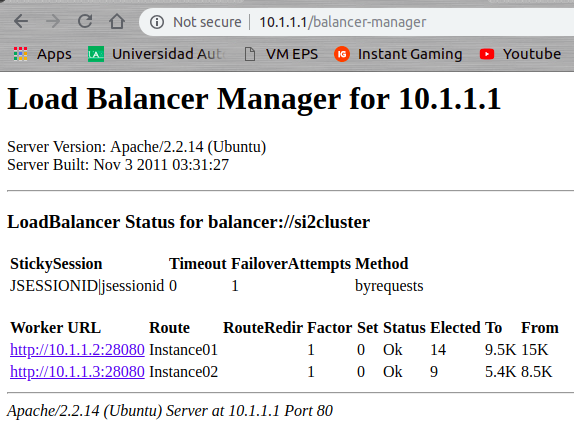 Not secure | 10.1.1.1/balancer-manager
Apps Universidad Aut VM EPS IG Instant Gaming Youtube
Load Balancer Manager for 10.1.1.1
Server Version: Apache/2.2.14 (Ubuntu)
Server Built: Nov 3 2011 03:31:27
LoadBalancer Status for balancer://si2cluster
StickySession Timeout FailoverAttempts Method
JSESSIONID|jsessionid 0 1 byrequests
Worker URL Route RouteRedir Factor Set Status Elected To From
http://10.1.1.2:28080 Instance01 1 0 Ok 14 9.5K 15K
http://10.1.1.3:28080 Instance02 1 0 Ok 9 5.4K 8.5K
Apache/2.2.14 (Ubuntu) Server at 10.1.1.1 Port 80